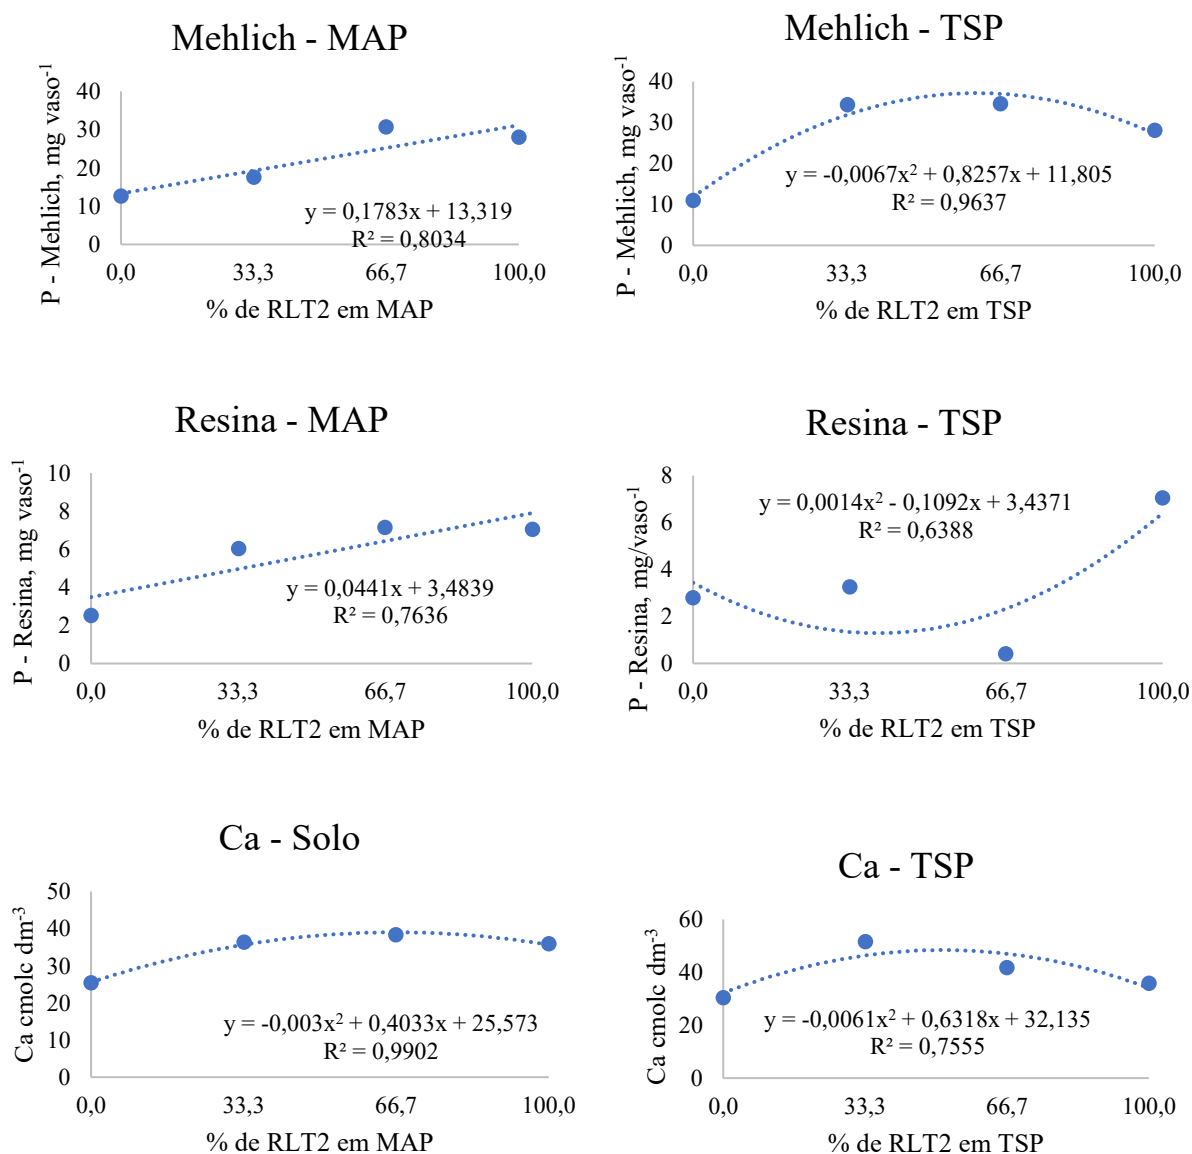 Mehlich - MAP
P - Mehlich, mg vaso⁻¹
40
30
20
10
0
y = 0,1783x + 13,319
R² = 0,8034
0,0 33,3 66,7 100,0
% de RLT2 em MAP
Mehlich - TSP
P - Mehlich, mg vaso⁻¹
40
30
20
10
0
y = -0,0067x² + 0,8257x + 11,805
R² = 0,9637
0,0 33,3 66,7 100,0
% de RLT2 em TSP
Resina - MAP
P - Resina, mg vaso⁻¹
10
8
6
4
2
0
y = 0,0441x + 3,4839
R² = 0,7636
0,0 33,3 66,7 100,0
% de RLT2 em MAP
Resina - TSP
P - Resina, mg/vaso⁻¹
8
6
4
2
0
y = 0,0014x² - 0,1092x + 3,4371
R² = 0,6388
0,0 33,3 66,7 100,0
% de RLT2 em TSP
Ca - Solo
Ca cmolc dm⁻³
50
40
30
20
10
0
y = -0,003x² + 0,4033x + 25,573
R² = 0,9902
0,0 33,3 66,7 100,0
% de RLT2 em MAP
Ca - TSP
Ca cmolc dm⁻³
60
40
20
0
y = -0,0061x² + 0,6318x + 32,135
R² = 0,7555
0,0 33,3 66,7 100,0
% de RLT2 em TSP